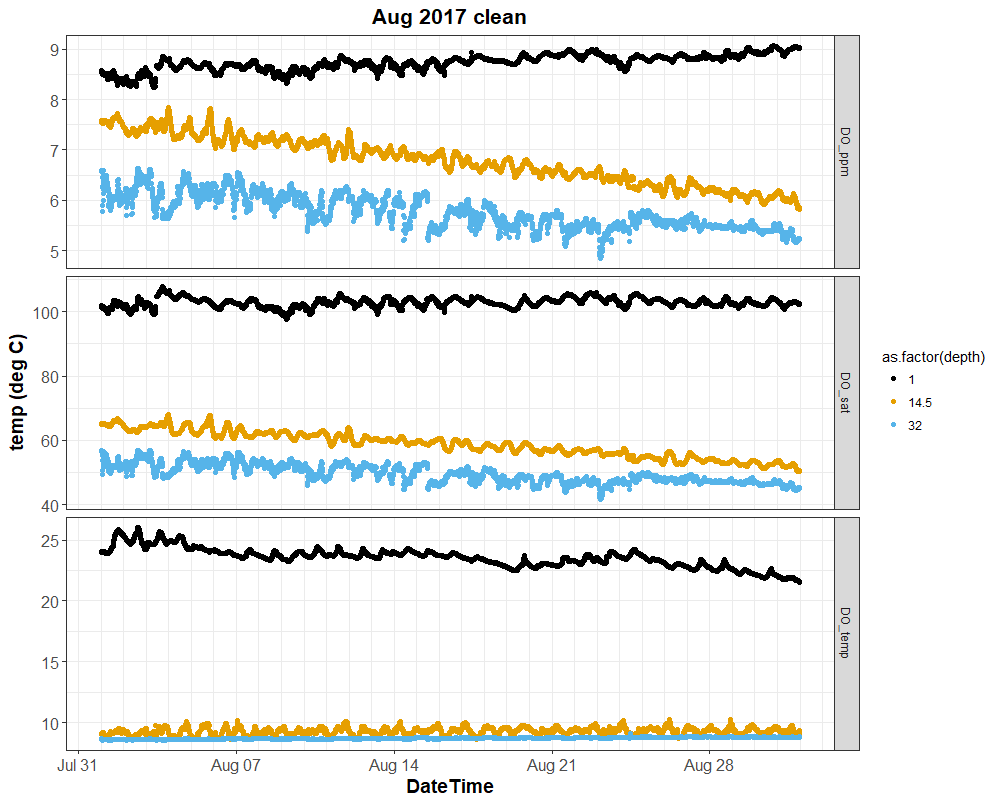 Aug 2017 clean
9
8
7
6
5
DO_ppm
100
80
60
40
DO_sat
25
20
15
10
DO_temp
temp (deg C)
Jul 31 Aug 07 Aug 14 Aug 21 Aug 28
DateTime
as.factor(depth)
1
14.5
32